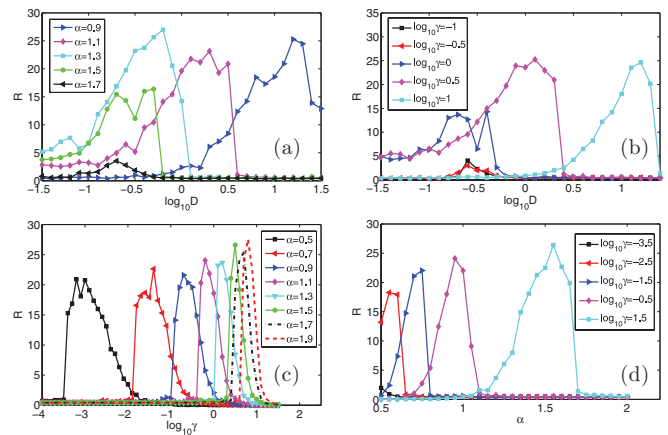 30
25
20
15
10
5
0
R
−1.5
−1
−0.5
0
0.5
1
1.5
log₁₀D
α=0.9
α=1.1
α=1.3
α=1.5
α=1.7
(a)
30
25
20
15
10
5
0
R
−1.5
−1
−0.5
0
0.5
1
log₁₀D
log₁₀γ=−1
log₁₀γ=−0.5
log₁₀γ=0
log₁₀γ=0.5
log₁₀γ=1
(b)
30
25
20
15
10
5
0
R
−4
−3
−2
−1
0
1
2
log₁₀γ
α=0.5
α=0.7
α=0.9
α=1.1
α=1.3
α=1.5
α=1.7
α=1.9
(c)
30
25
20
15
10
5
0
R
0.5
1
1.5
2
α
log₁₀γ=−3.5
log₁₀γ=−2.5
log₁₀γ=−1.5
log₁₀γ=−0.5
log₁₀γ=1.5
(d)